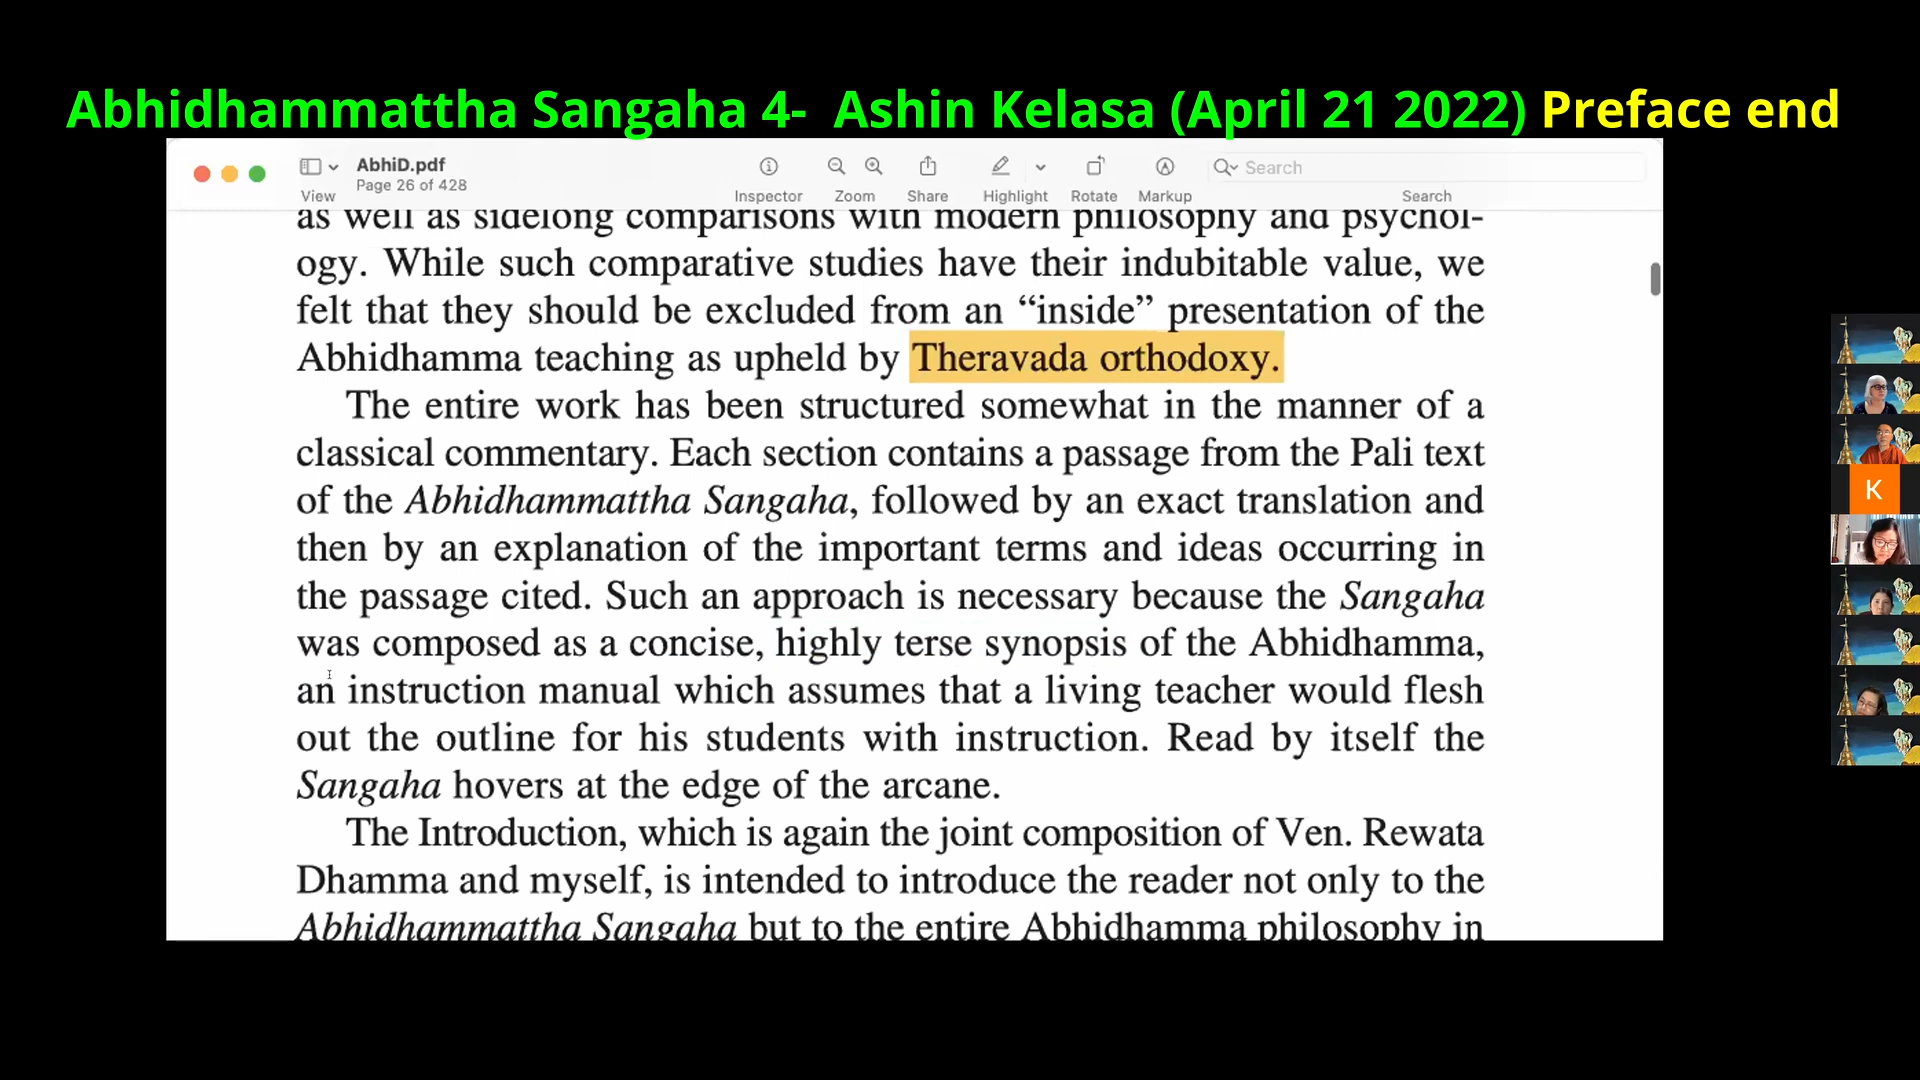 Abhidhammattha Sangaha 4-  Ashin Kelasa (April 21 2022) Preface end
AbhiD.pdf
Page 26 of 428
View
Inspector
Zoom
Share
Highlight
Rotate
Markup
Search
Search
as well as sidelong comparisons with modern philosophy and psychol-
ogy. While such comparative studies have their indubitable value, we
felt that they should be excluded from an “inside” presentation of the
Abhidhamma teaching as upheld by Theravada orthodoxy.
The entire work has been structured somewhat in the manner of a
classical commentary. Each section contains a passage from the Pali text
of the Abhidhammattha Sangaha, followed by an exact translation and
then by an explanation of the important terms and ideas occurring in
the passage cited. Such an approach is necessary because the Sangaha
was composed as a concise, highly terse synopsis of the Abhidhamma,
an instruction manual which assumes that a living teacher would flesh
out the outline for his students with instruction. Read by itself the
Sangaha hovers at the edge of the arcane.
The Introduction, which is again the joint composition of Ven. Rewata
Dhamma and myself, is intended to introduce the reader not only to the
Abhidhammattha Sangaha but to the entire Abhidhamma philosophy in
K